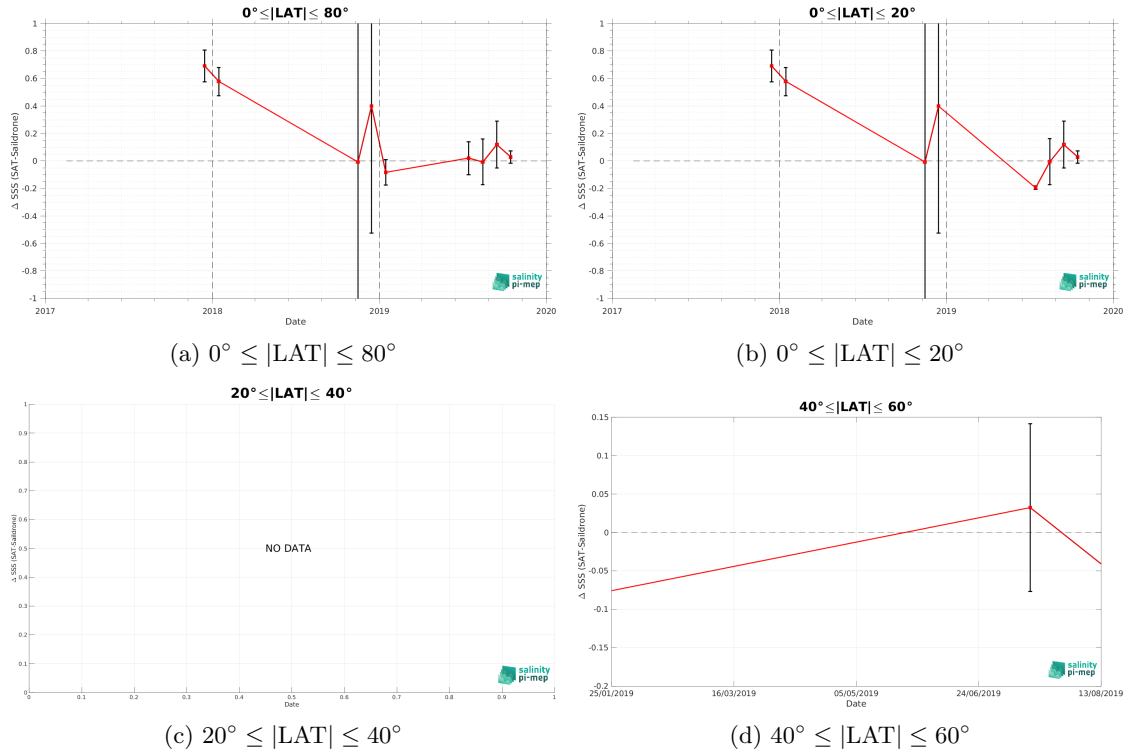 0°≤|LAT|≤ 80°
1
0.8
0.6
0.4
0.2
0
-0.2
-0.4
-0.6
-0.8
-1
Δ SSS (SAT-Saildrone)
2017
2018
2019
2020
Date
salinity
pi-mep
(a) 0° ≤ |LAT| ≤ 80°
0°≤|LAT|≤ 20°
1
0.8
0.6
0.4
0.2
0
-0.2
-0.4
-0.6
-0.8
-1
Δ SSS (SAT-Saildrone)
2017
2018
2019
2020
Date
salinity
pi-mep
(b) 0° ≤ |LAT| ≤ 20°
20°≤|LAT|≤ 40°
1
0.9
0.8
0.7
0.6
0.5
0.4
0.3
0.2
0.1
0
Δ SSS (SAT-Saildrone)
NO DATA
0
0.1
0.2
0.3
0.4
0.5
0.6
0.7
0.8
0.9
1
Date
salinity
pi-mep
(c) 20° ≤ |LAT| ≤ 40°
40°≤|LAT|≤ 60°
0.15
0.1
0.05
0
-0.05
-0.1
-0.15
-0.2
Δ SSS (SAT-Saildrone)
25/01/2019
16/03/2019
05/05/2019
24/06/2019
13/08/2019
Date
salinity
pi-mep
(d) 40° ≤ |LAT| ≤ 60°